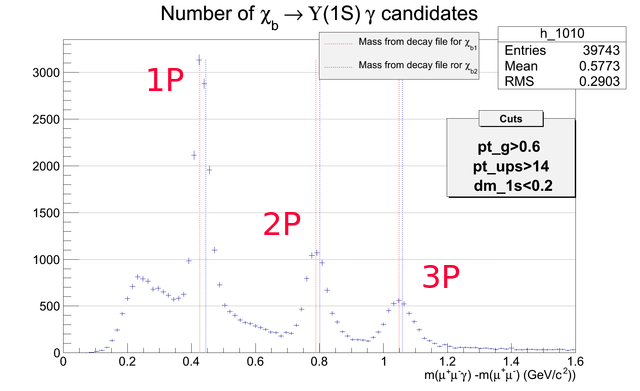 Number of χb → Υ(1S) γ candidates
h_1010
Entries 39743
Mean 0.5773
RMS 0.2903
Mass from decay file for χb1
Mass from decay file ror χb2
Cuts
pt_g>0.6
pt_ups>14
dm_1s<0.2
1P
2P
3P
3000
2500
2000
1500
1000
500
0
0 0.2 0.4 0.6 0.8 1 1.2 1.4 1.6
m(μ⁺μ⁻γ) -m(μ⁺μ⁻) (GeV/c²))